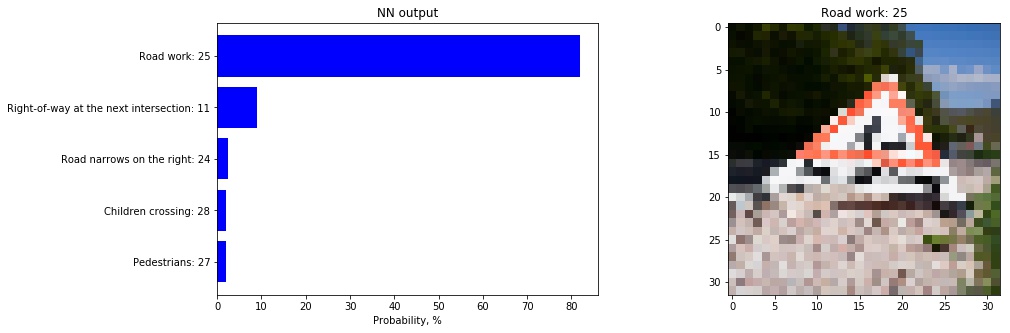 NN output
Road work: 25
Right-of-way at the next intersection: 11
Road narrows on the right: 24
Children crossing: 28
Pedestrians: 27
0 10 20 30 40 50 60 70 80
Probability, %
Road work: 25
0
5
10
15
20
25
30
0 5 10 15 20 25 30